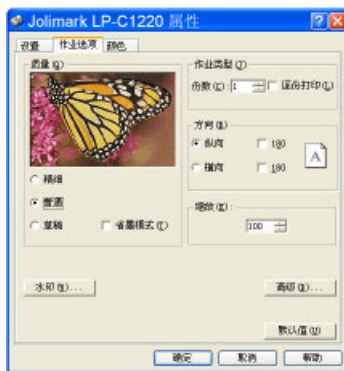 Jolimark LP-C1220 属性
设置 作业选项 颜色
质量(Q)
精细
普通
草稿
省墨模式(T)
作业类型(J)
份数(C): 1 逐份打印(L)
方向(R)
纵向 180
横向 180
A
缩放(E):
100
水印(W)...
高级(N)...
默认值(U)
确定 取消 帮助